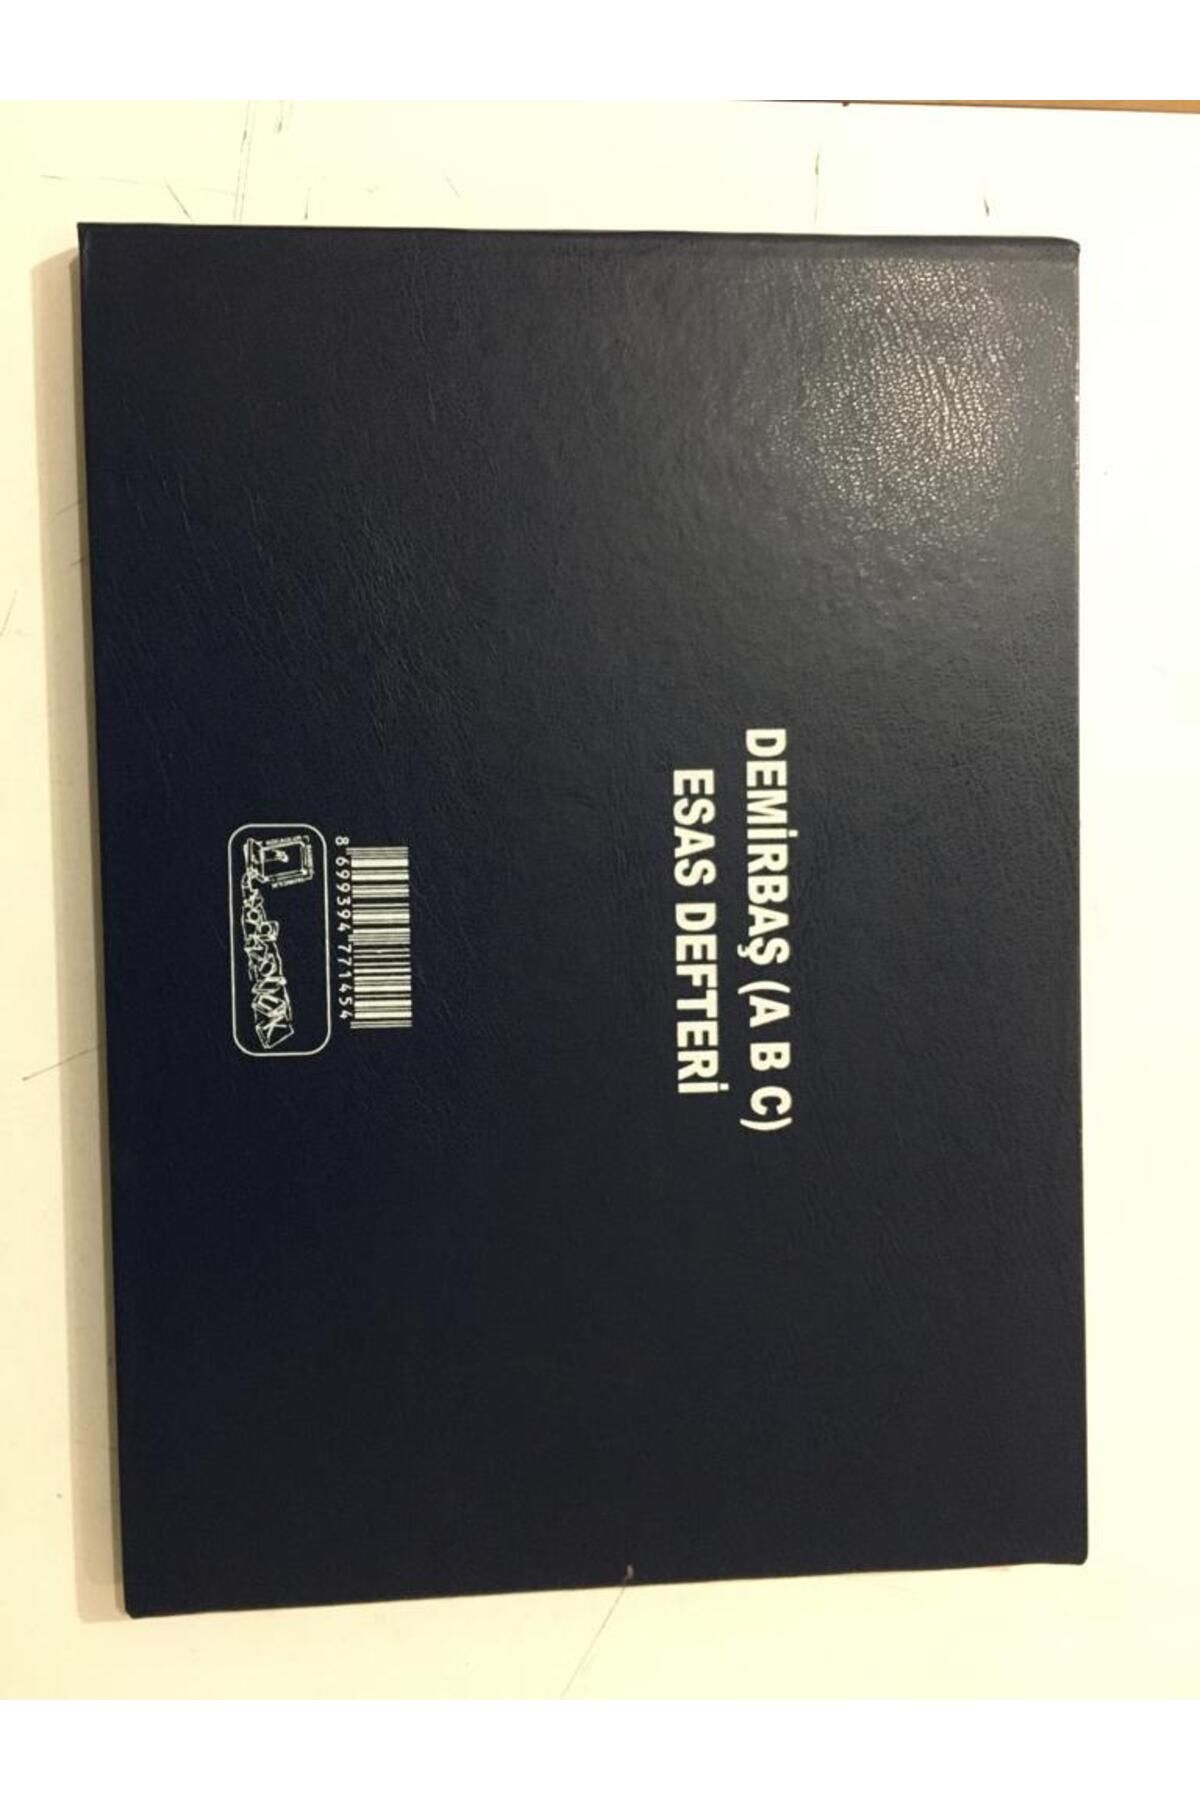 DEMİRBAŞ (A B C)
ESAS DEFTERİ
8 699394 771454